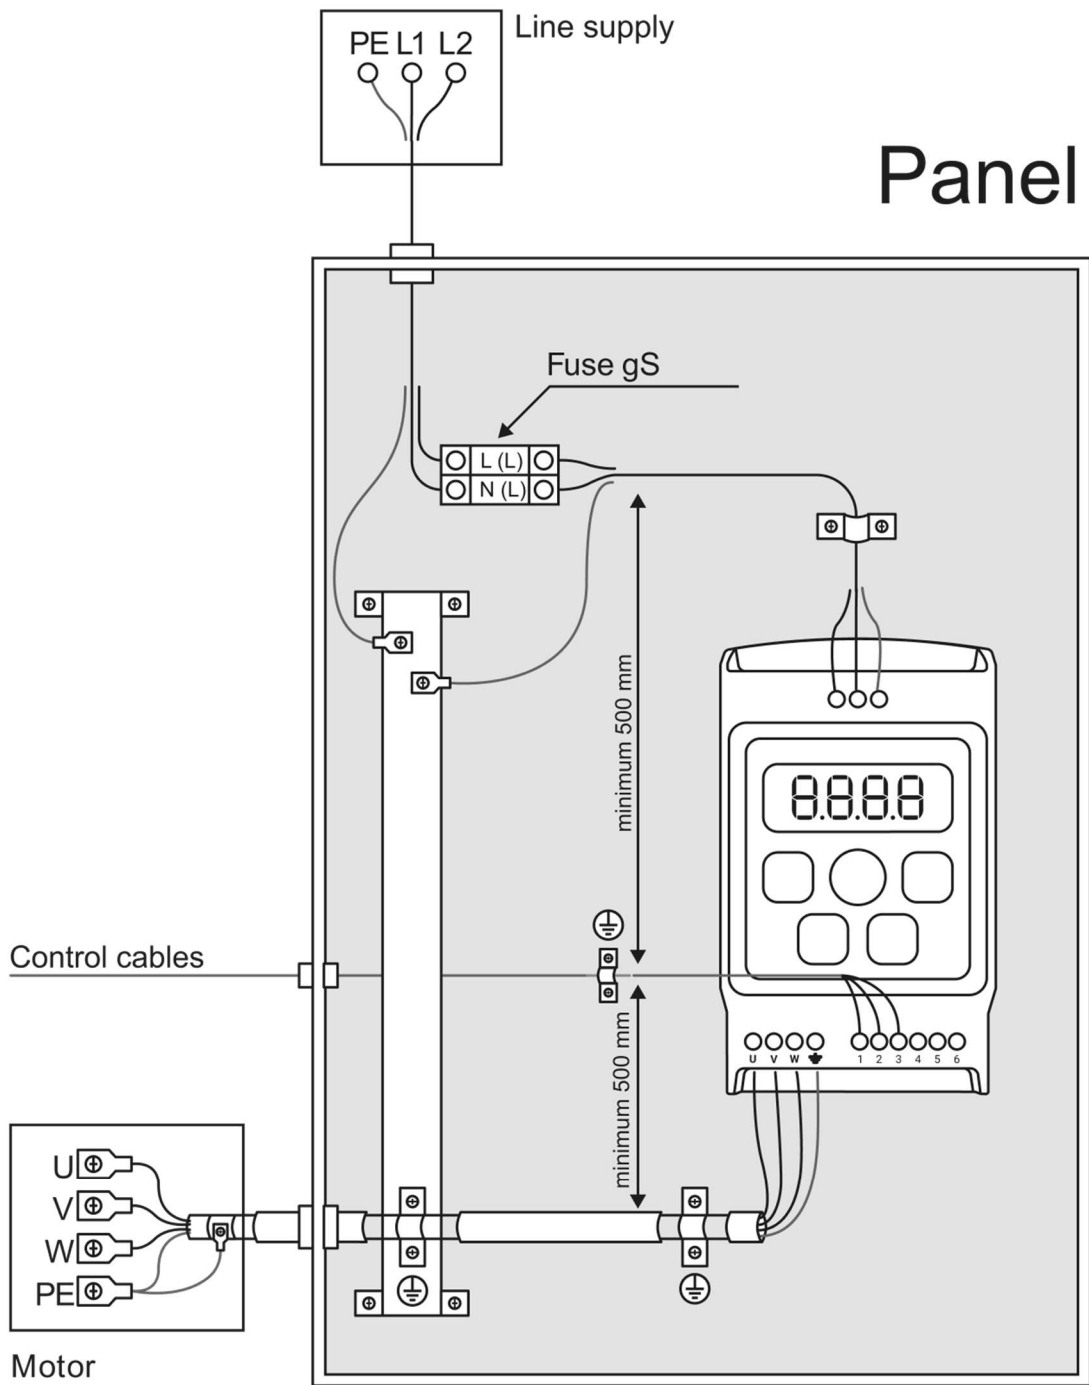 Line supply
PE L1 L2
Panel
Fuse gS
L (L)
N (L)
minimum 500 mm
8.8.8.8
Control cables
minimum 500 mm
U V W 1 2 3 4 5 6
U
V
W
PE
Motor